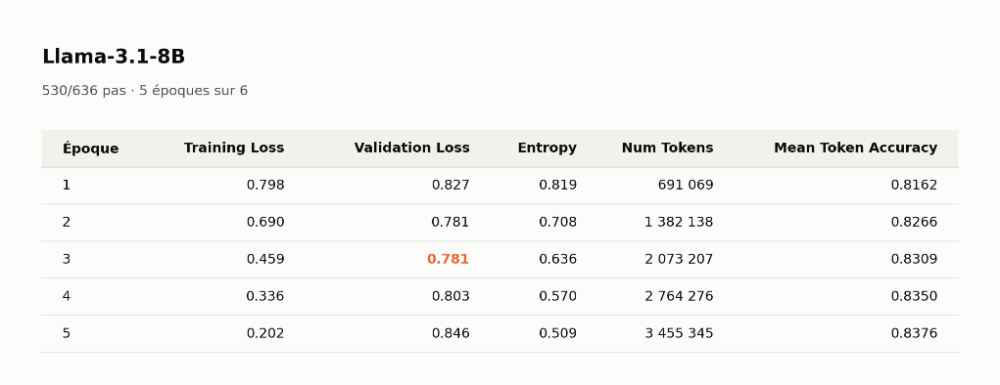 Llama-3.1-8B
530/636 pas · 5 époques sur 6
Époque Training Loss Validation Loss Entropy Num Tokens Mean Token Accuracy
1 0.798 0.827 0.819 691 069 0.8162
2 0.690 0.781 0.708 1 382 138 0.8266
3 0.459 0.781 0.636 2 073 207 0.8309
4 0.336 0.803 0.570 2 764 276 0.8350
5 0.202 0.846 0.509 3 455 345 0.8376